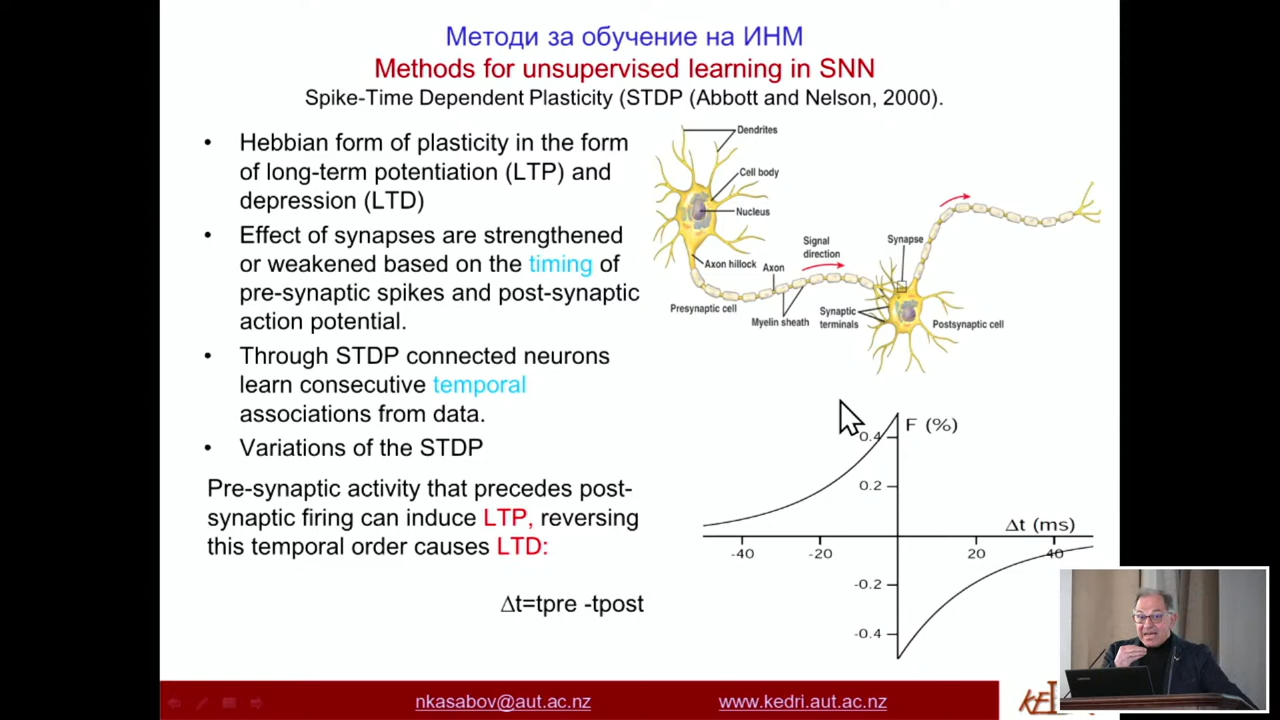 Методи за обучение на ИНМ
Methods for unsupervised learning in SNN
Spike-Time Dependent Plasticity (STDP (Abbott and Nelson, 2000).
• Hebbian form of plasticity in the form
of long-term potentiation (LTP) and
depression (LTD)
• Effect of synapses are strengthened
or weakened based on the timing of
pre-synaptic spikes and post-synaptic
action potential.
• Through STDP connected neurons
learn consecutive temporal
associations from data.
• Variations of the STDP
Pre-synaptic activity that precedes post-
synaptic firing can induce LTP, reversing
this temporal order causes LTD:
∆t=tpre -tpost
Dendrites
Cell body
Nucleus
Axon hillock
Axon
Signal
direction
Synapse
Presynaptic cell
Myelin sheath
Synaptic
terminals
Postsynaptic cell
F (%)
0.4
0.2
∆t (ms)
-40
-20
20
40
-0.2
-0.4
nkasabov@aut.ac.nz
www.kedri.aut.ac.nz